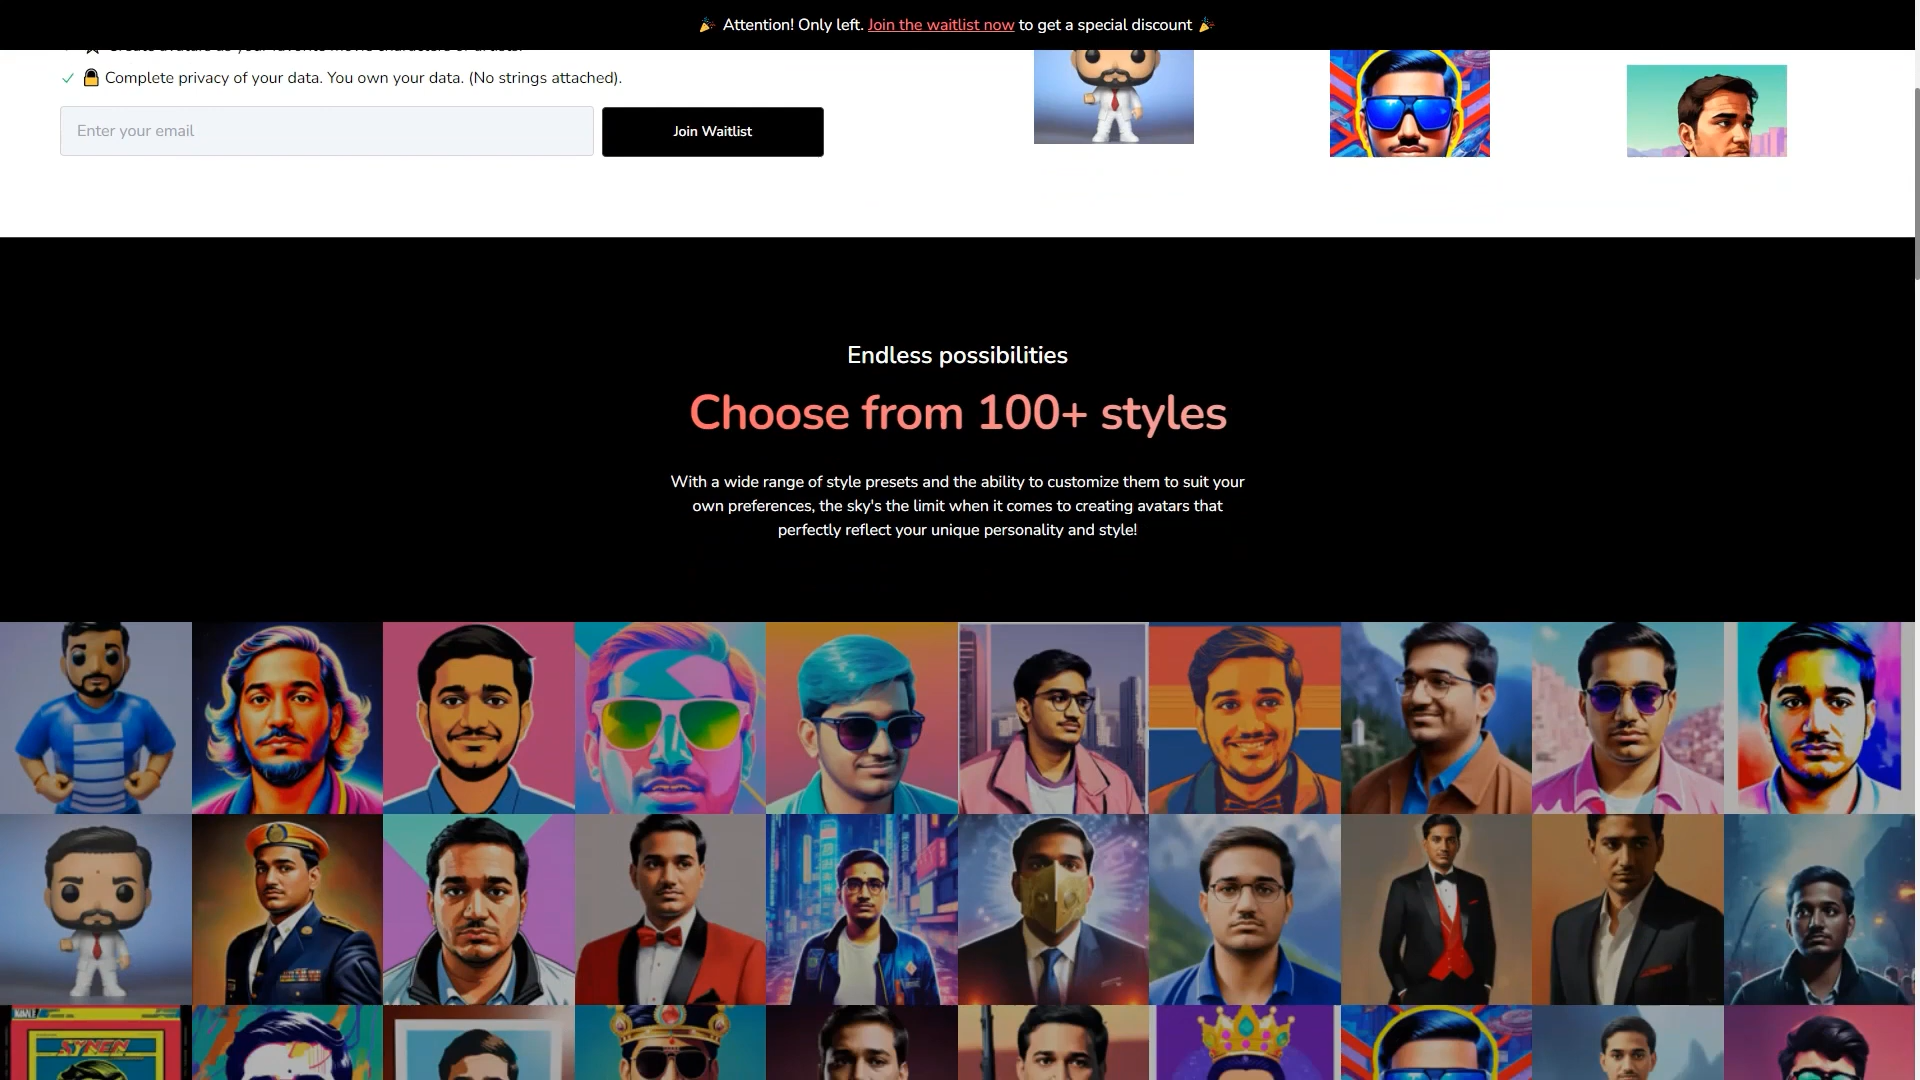 Attention! Only left. Join the waitlist now to get a special discount
Complete privacy of your data. You own your data. (No strings attached).
Enter your email
Join Waitlist
Endless possibilities
Choose from 100+ styles
With a wide range of style presets and the ability to customize them to suit your
own preferences, the sky's the limit when it comes to creating avatars that
perfectly reflect your unique personality and style!